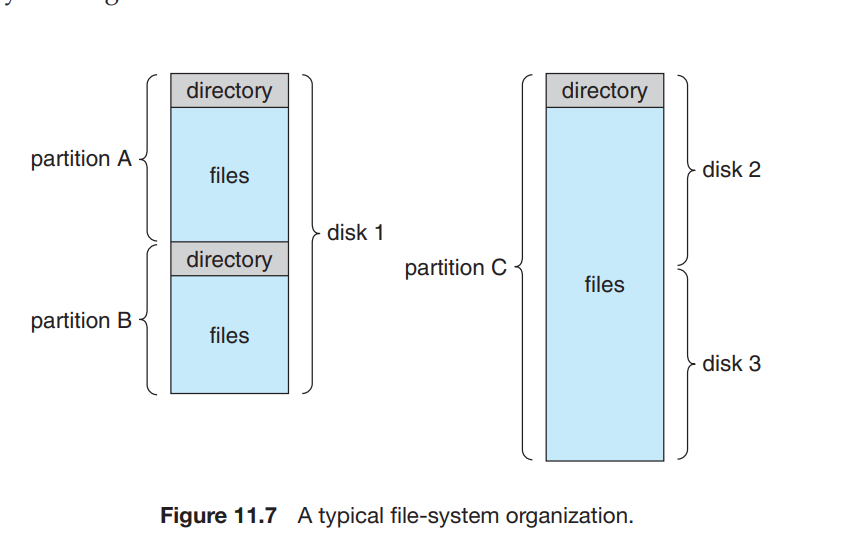 directory
partition A
files
disk 1
directory
partition B
files
directory
disk 2
partition C
files
disk 3
Figure 11.7 A typical file-system organization.